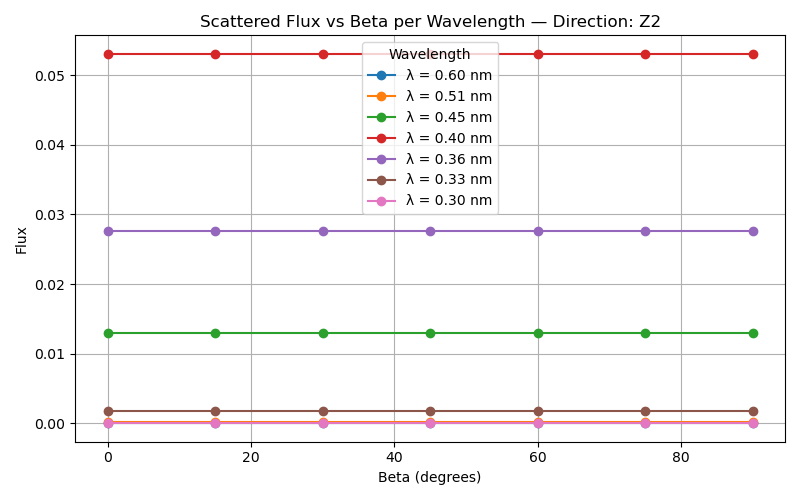 Scattered Flux vs Beta per Wavelength — Direction: Z2
Wavelength
λ = 0.60 nm
λ = 0.51 nm
λ = 0.45 nm
λ = 0.40 nm
λ = 0.36 nm
λ = 0.33 nm
λ = 0.30 nm
Flux
0.05
0.04
0.03
0.02
0.01
0.00
0 20 40 60 80
Beta (degrees)